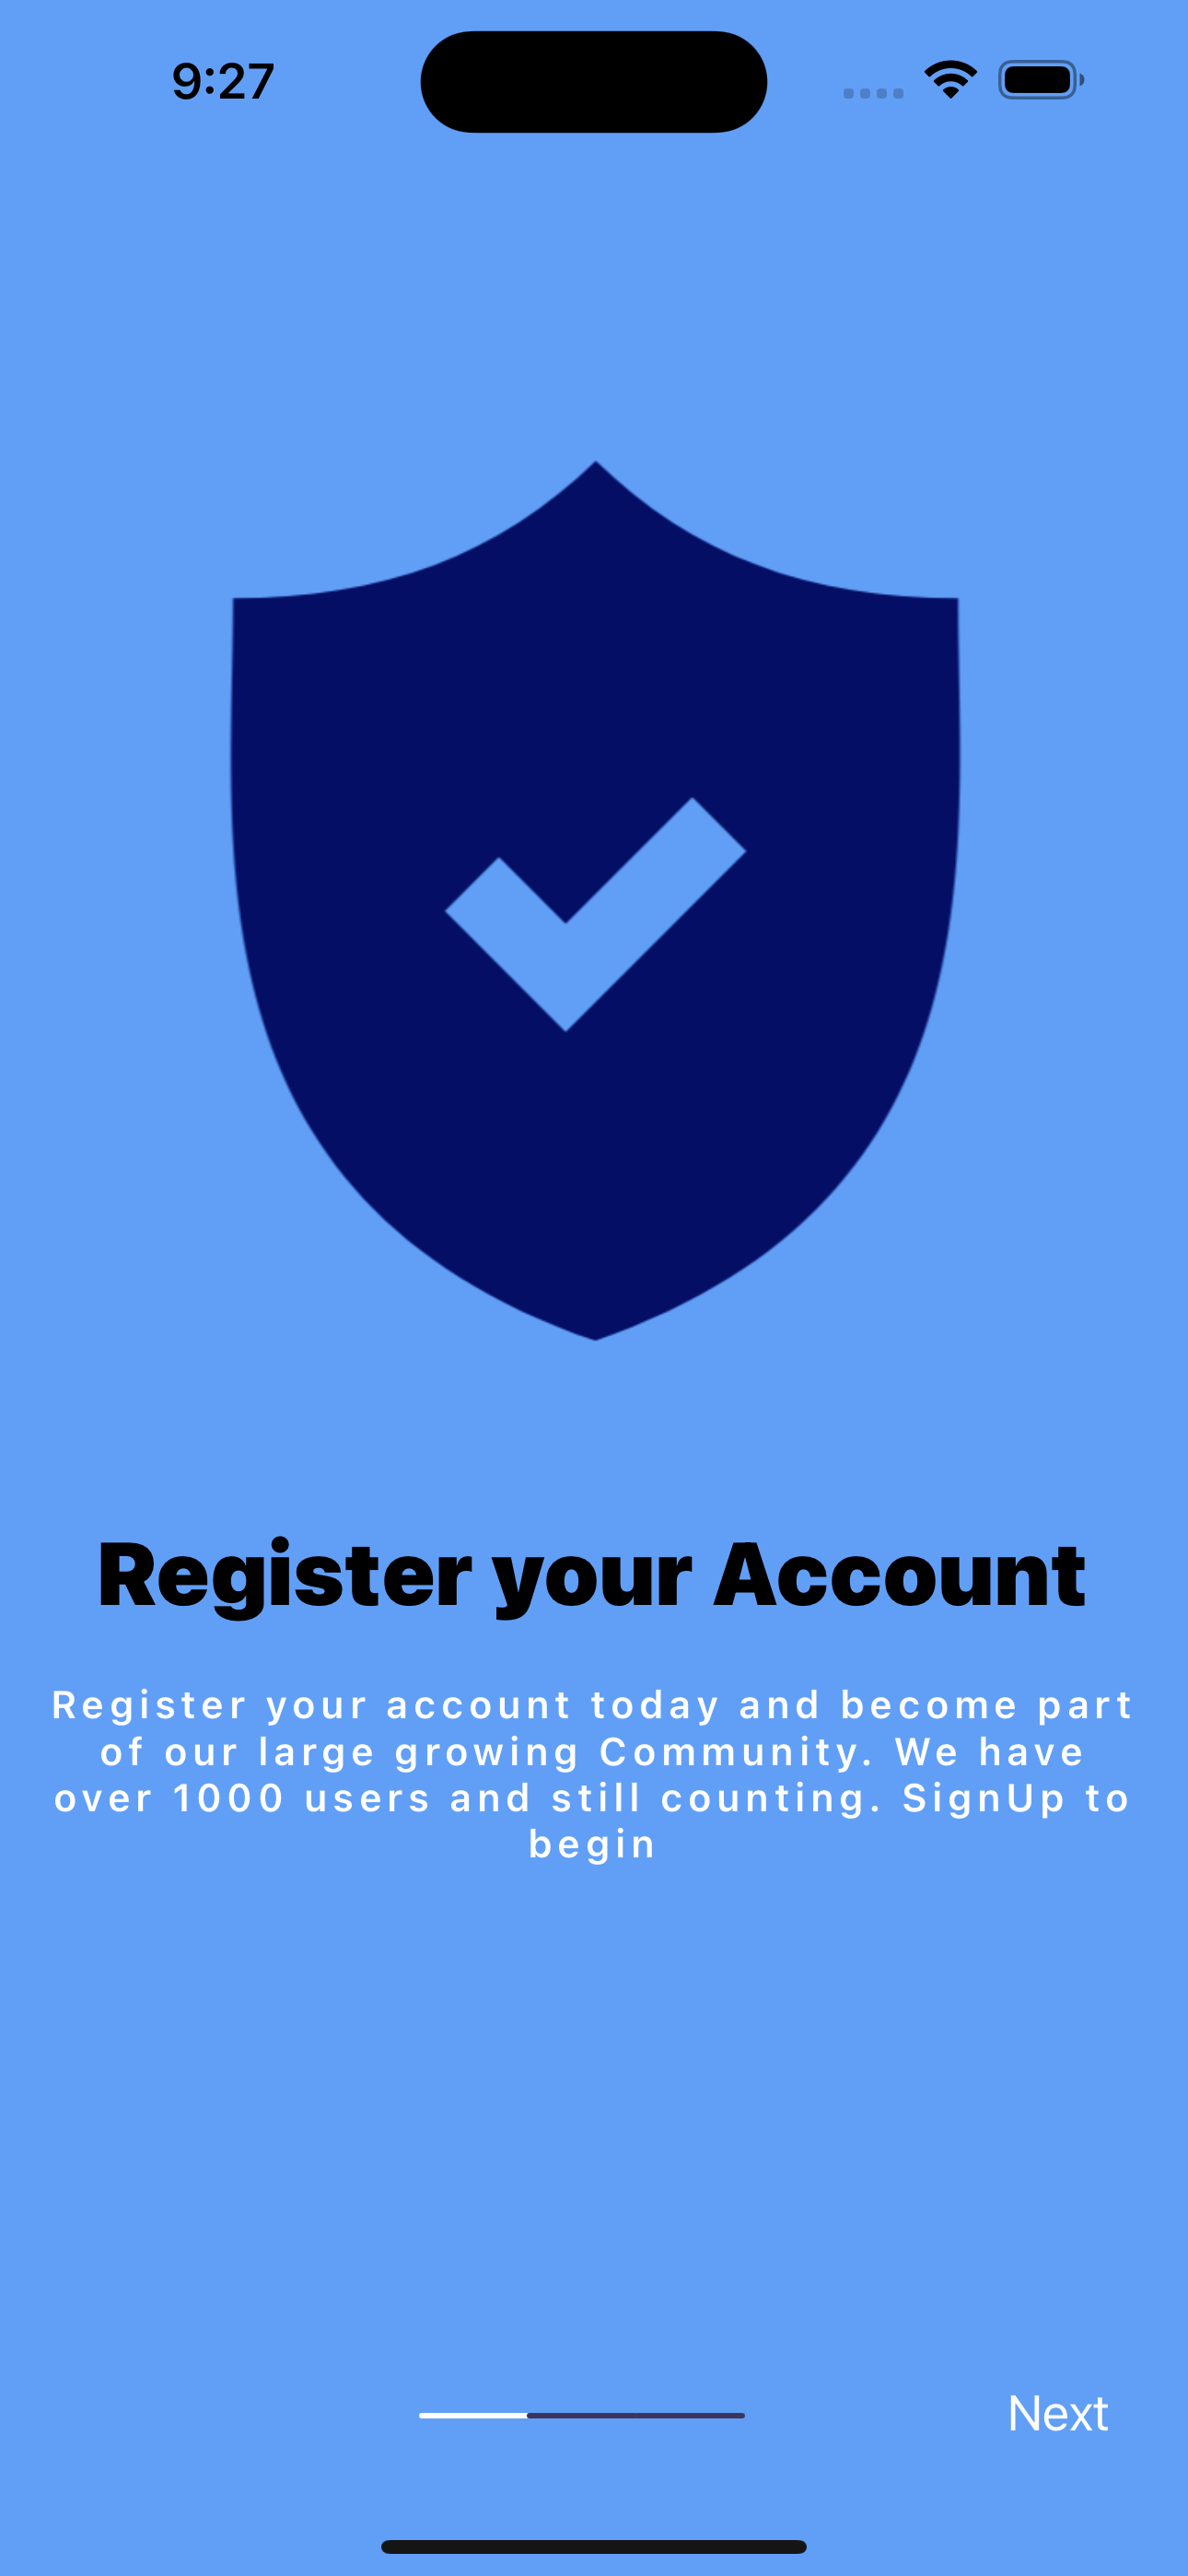 9:27
Register your Account
Register your account today and become part
of our large growing Community. We have
over 1000 users and still counting. SignUp to
begin
Next